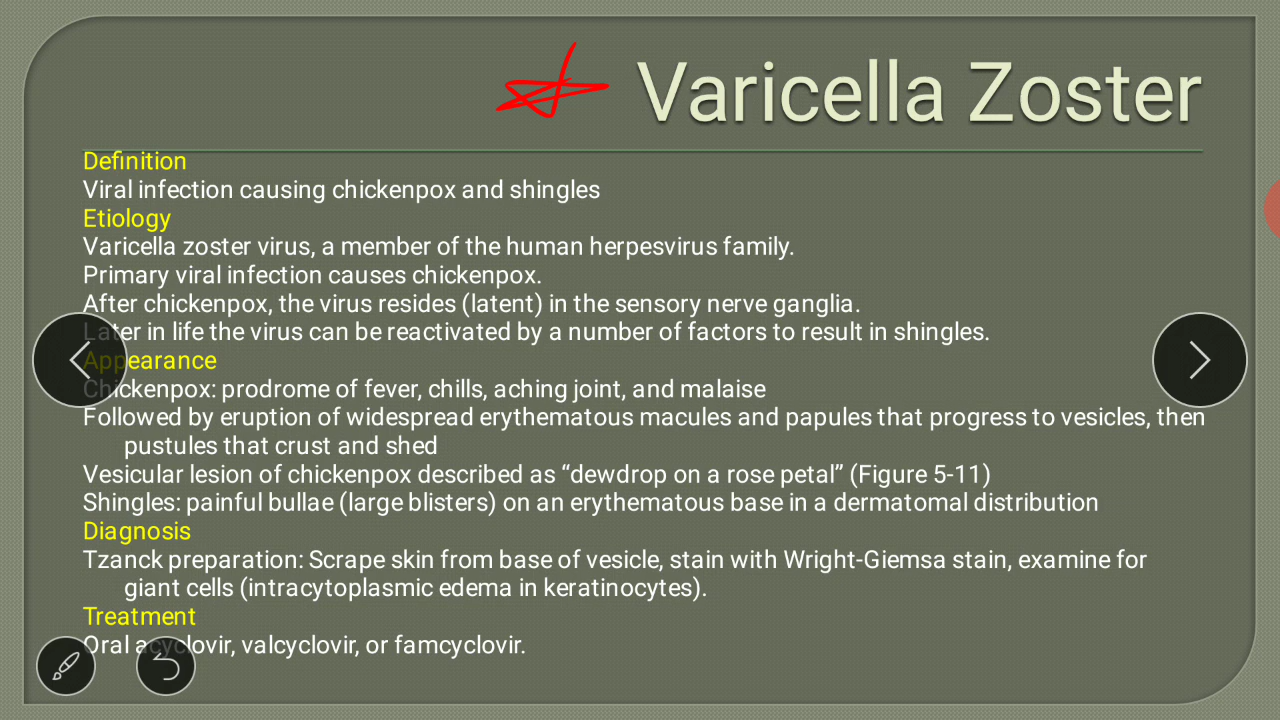 Varicella Zoster
Definition
Viral infection causing chickenpox and shingles
Etiology
Varicella zoster virus, a member of the human herpesvirus family.
Primary viral infection causes chickenpox.
After chickenpox, the virus resides (latent) in the sensory nerve ganglia.
Later in life the virus can be reactivated by a number of factors to result in shingles.
Appearance
Chickenpox: prodrome of fever, chills, aching joint, and malaise
Followed by eruption of widespread erythematous macules and papules that progress to vesicles, then
pustules that crust and shed
Vesicular lesion of chickenpox described as “dewdrop on a rose petal” (Figure 5-11)
Shingles: painful bullae (large blisters) on an erythematous base in a dermatomal distribution
Diagnosis
Tzanck preparation: Scrape skin from base of vesicle, stain with Wright-Giemsa stain, examine for
giant cells (intracytoplasmic edema in keratinocytes).
Treatment
Oral acyclovir, valcyclovir, or famcyclovir.